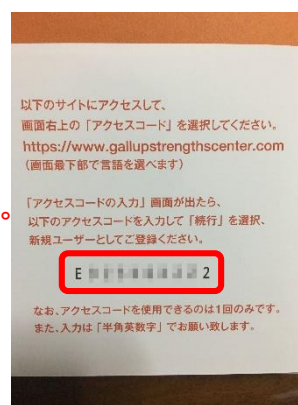 以下のサイトにアクセスして、
画面右上の「アクセスコード」を選択してください。
https://www.gallupstrengthscenter.com
(画面最下部で言語を選べます)
「アクセスコードの入力」画面が出たら、
以下のアクセスコードを入力して「続行」を選択、
新規ユーザーとしてご登録ください。
E 2
なお、アクセスコードを使用できるのは1回のみです。
また、入力は「半角英数字」でお願い致します。